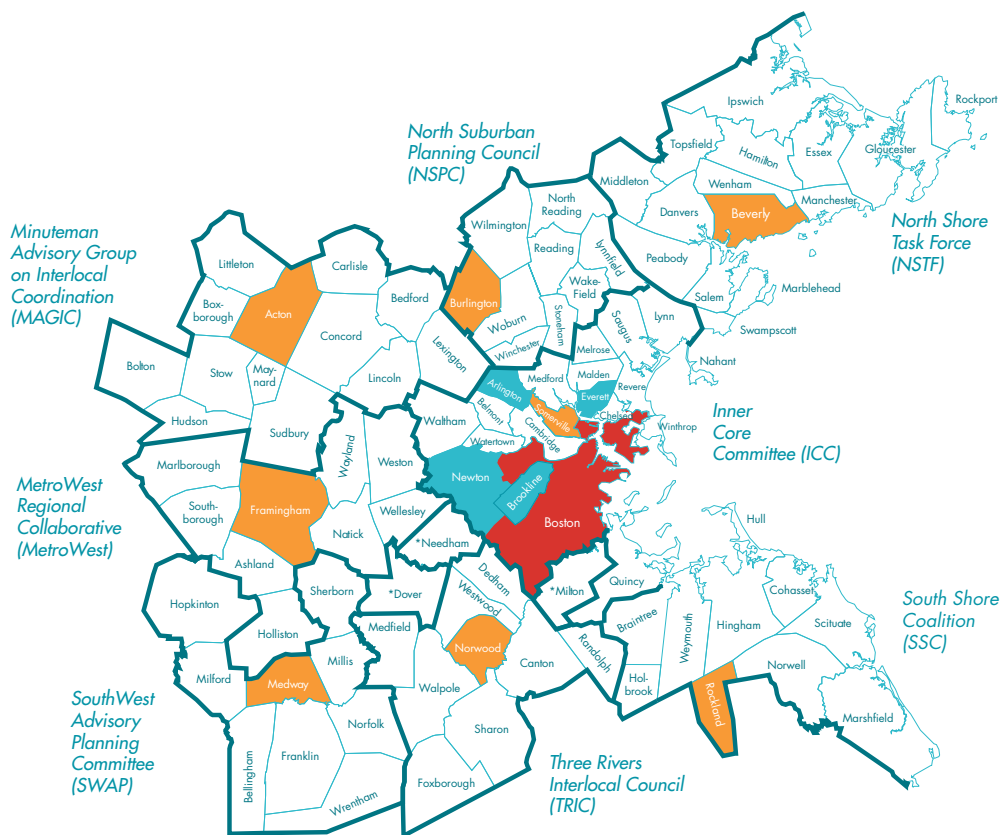 Ipswich
Rockport
North Suburban
Planning Council
(NSPC)
Topsfield
Hamilton
Essex
Gloucester
Middleton
Wenham
Manchester
North
Reading
Wilmington
Danvers
Beverly
North Shore
Task Force
(NSTF)
Minuteman
Advisory Group
on Interlocal
Coordination
(MAGIC)
Littleton
Carlisle
Reading
Lynnfield
Peabody
Box-
borough
Acton
Bedford
Burlington
Wake-
Field
Salem
Marblehead
Woburn
Stoneham
Saugus
Lynn
Swampscott
Concord
Lexington
Winchester
Melrose
Nahant
Bolton
Stow
May-
nard
Lincoln
Arlington
Medford
Malden
Revere
Everett
Hudson
Sudbury
Waltham
Belmont
Somerville
Chelsea
Winthrop
Cambridge
Watertown
Inner
Core
Committee (ICC)
Marlborough
Wayland
Weston
Newton
Brookline
MetroWest
Regional
Collaborative
(MetroWest)
South-
borough
Framingham
Wellesley
Boston
Natick
*Needham
Hull
Ashland
Hopkinton
Sherborn
*Dover
Dedham
Westwood
*Milton
Quincy
Cohasset
South Shore
Coalition
(SSC)
Holliston
Medfield
Norwood
Canton
Randolph
Braintree
Weymouth
Hingham
Scituate
Milford
Medway
Millis
Walpole
Hol-
brook
Rockland
Norwell
SouthWest
Advisory
Planning
Committee
(SWAP)
Norfolk
Sharon
Marshfield
Bellingham
Franklin
Wrentham
Foxborough
Three Rivers
Interlocal Council
(TRIC)